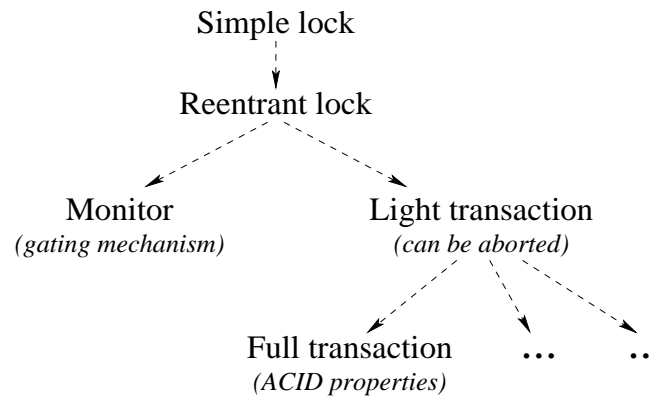 Simple lock
Reentrant lock
Monitor
(gating mechanism)
Light transaction
(can be aborted)
Full transaction
(ACID properties)
...
..